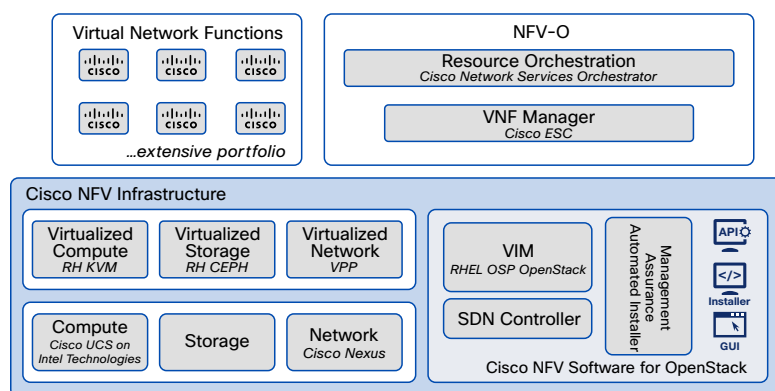 Virtual Network Functions
CISCO
CISCO
CISCO
CISCO
CISCO
CISCO
...extensive portfolio
NFV-O
Resource Orchestration
Cisco Network Services Orchestrator
VNF Manager
Cisco ESC
Cisco NFV Infrastructure
Virtualized
Compute
RH KVM
Virtualized
Storage
RH CEPH
Virtualized
Network
VPP
Compute
Cisco UCS on
Intel Technologies
Storage
Network
Cisco Nexus
VIM
RHEL OSP OpenStack
SDN Controller
Management
Assurance
Automated Installer
API
</>
Installer
GUI
Cisco NFV Software for OpenStack